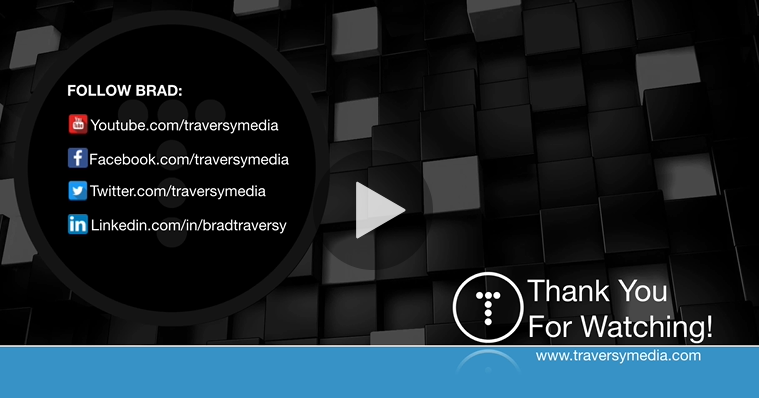 FOLLOW BRAD:
Youtube.com/traversymedia
Facebook.com/traversymedia
Twitter.com/traversymedia
Linkedin.com/in/bradtraversy
Thank You
For Watching!
www.traversymedia.com